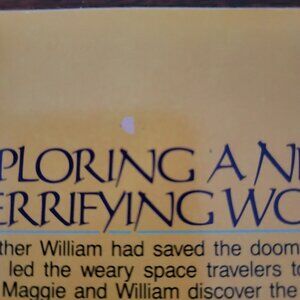 PLORING A N
ERRIFYING WO
ther William had saved the doom
led the weary space travelers to
Maggie and William discover the